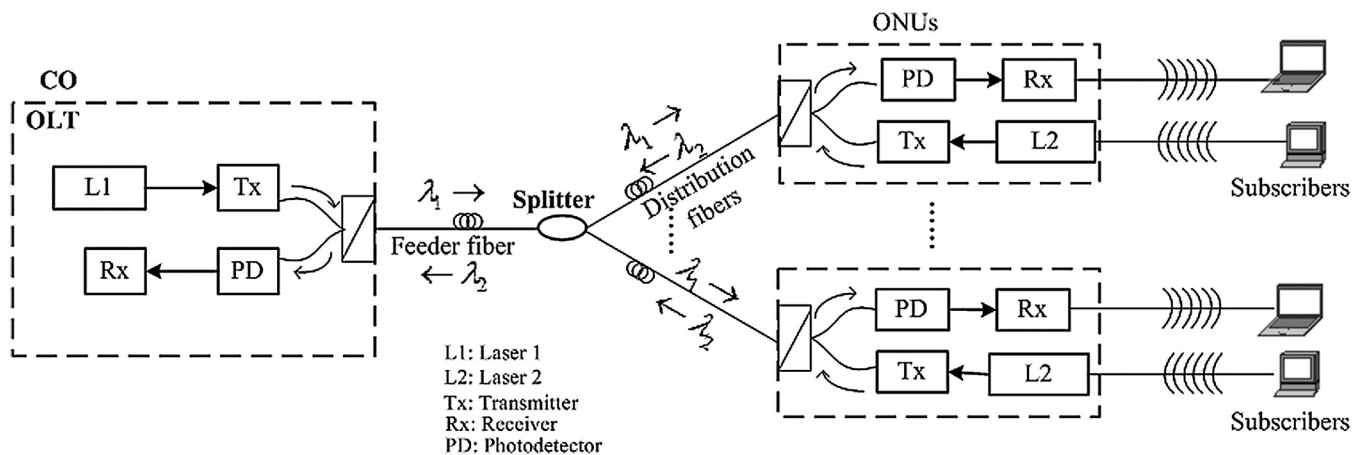 ONUs
CO
OLT
L1
Tx
Rx
PD
λ1 →
Feeder fiber
← λ2
Splitter
λ1 →
← λ2
Distribution
fibers
λ1 →
← λ2
PD
Rx
Tx
L2
Subscribers
PD
Rx
Tx
L2
Subscribers
L1: Laser 1
L2: Laser 2
Tx: Transmitter
Rx: Receiver
PD: Photodetector